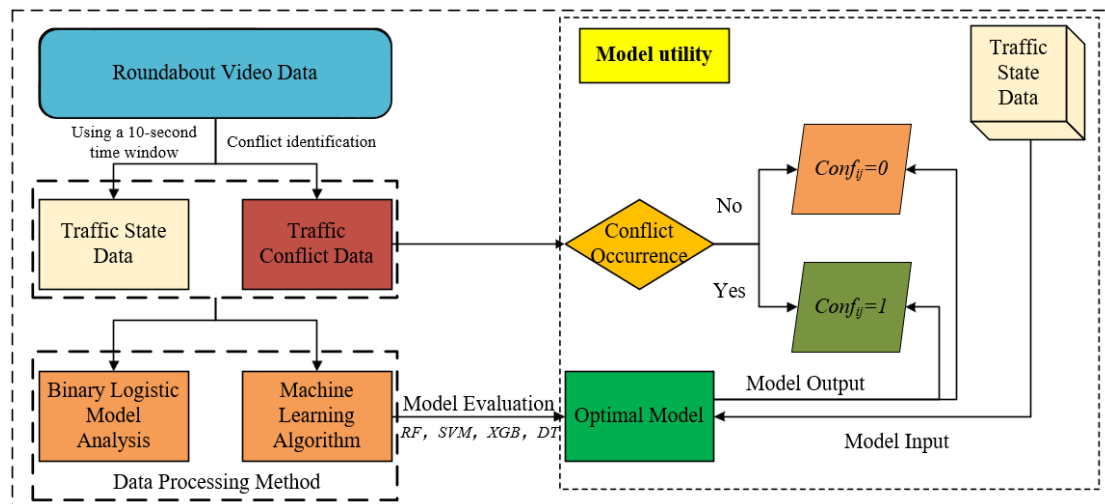 Roundabout Video Data
Using a 10-second
time window
Conflict identification
Traffic State
Data
Traffic
Conflict Data
Binary Logistic
Model
Analysis
Machine
Learning
Algorithm
Data Processing Method
Model Evaluation
RF，SVM，XGB，DT
Model utility
Traffic
State
Data
Conflict
Occurrence
No
Yes
Conf_ij=0
Conf_ij=1
Optimal Model
Model Output
Model Input